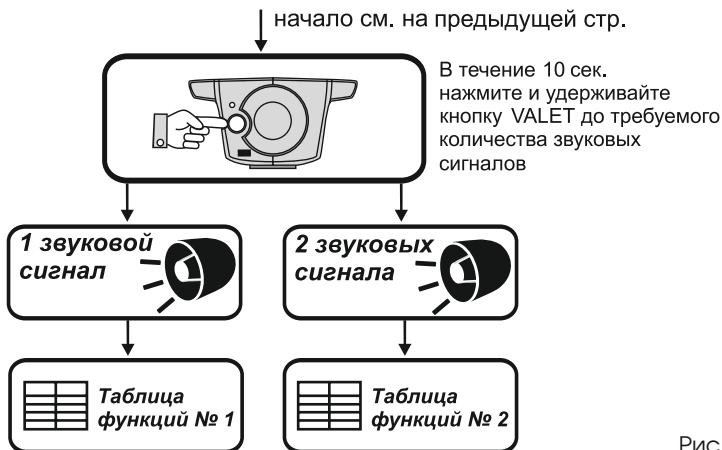 начало см. на предыдущей стр.
В течение 10 сек.
нажмите и удерживайте
кнопку VALET до требуемого
количества звуковых
сигналов
1 звуковой
сигнал
2 звуковых
сигнала
Таблица
функций № 1
Таблица
функций № 2
Рис